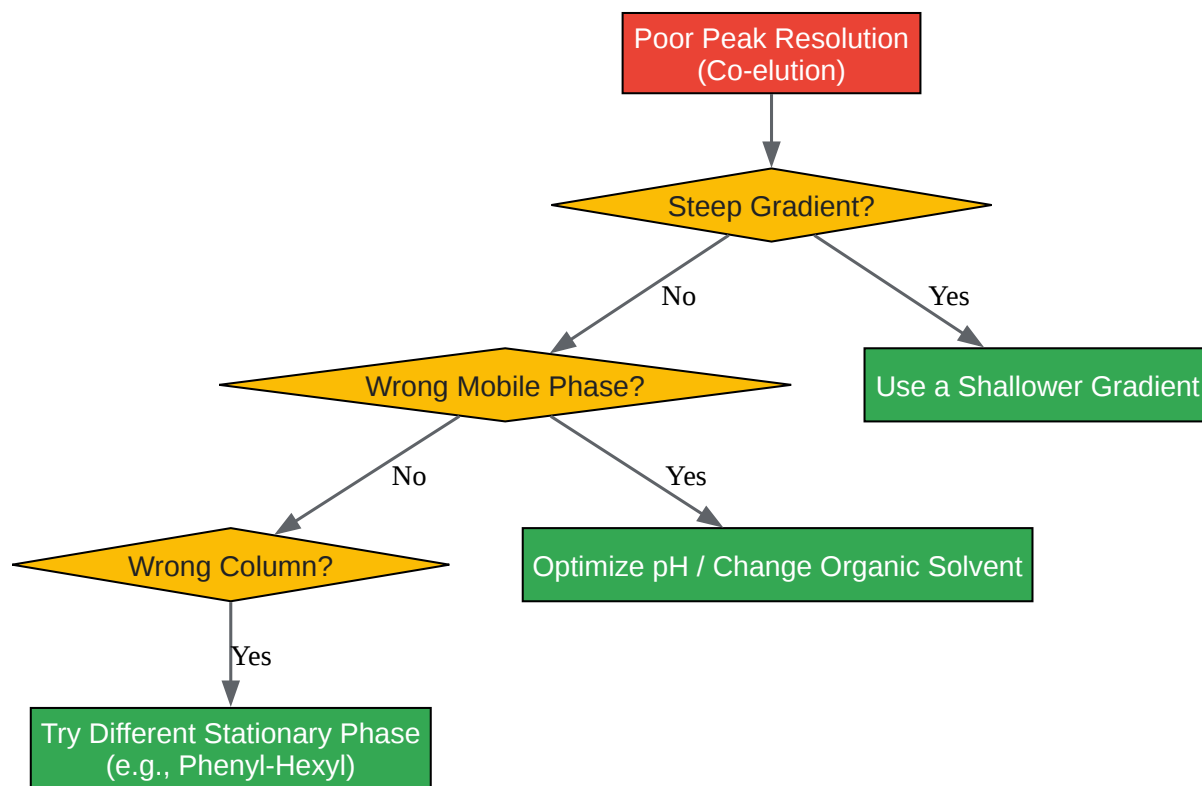 Poor Peak Resolution
(Co-elution)
Steep Gradient?
No
Yes
Wrong Mobile Phase?
Use a Shallower Gradient
No
Yes
Wrong Column?
Optimize pH / Change Organic Solvent
Yes
Try Different Stationary Phase
(e.g., Phenyl-Hexyl)